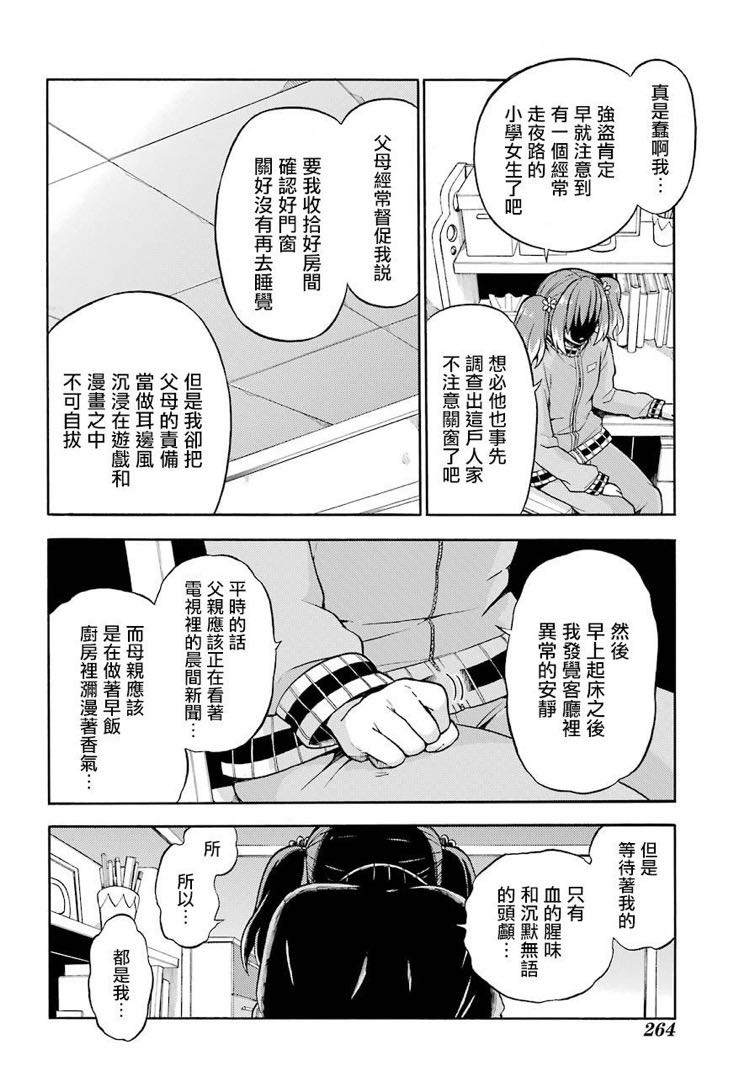 真是蠢啊我…
強盜肯定
早就注意到
有一個經常
走夜路的
小學女生了吧
想必他也事先
調查出這戶人家
不注意關窗了吧
父母經常督促我說
要我收拾好房間
確認好門窗
關好沒有再去睡覺
但是我卻把
父母的責備
當做耳邊風
沉浸在遊戲和
漫畫之中
不可自拔
然後
早上起床之後
我發覺客廳裡
異常的安靜
平時的話
父親應該正在看著
電視裡的晨間新聞…
而母親應該
是在做著早飯
廚房裡瀰漫著香氣…
但是
等待著我的
只有
血的腥味
和沉默無語
的頭顱…
所
所以…
都是我…
264